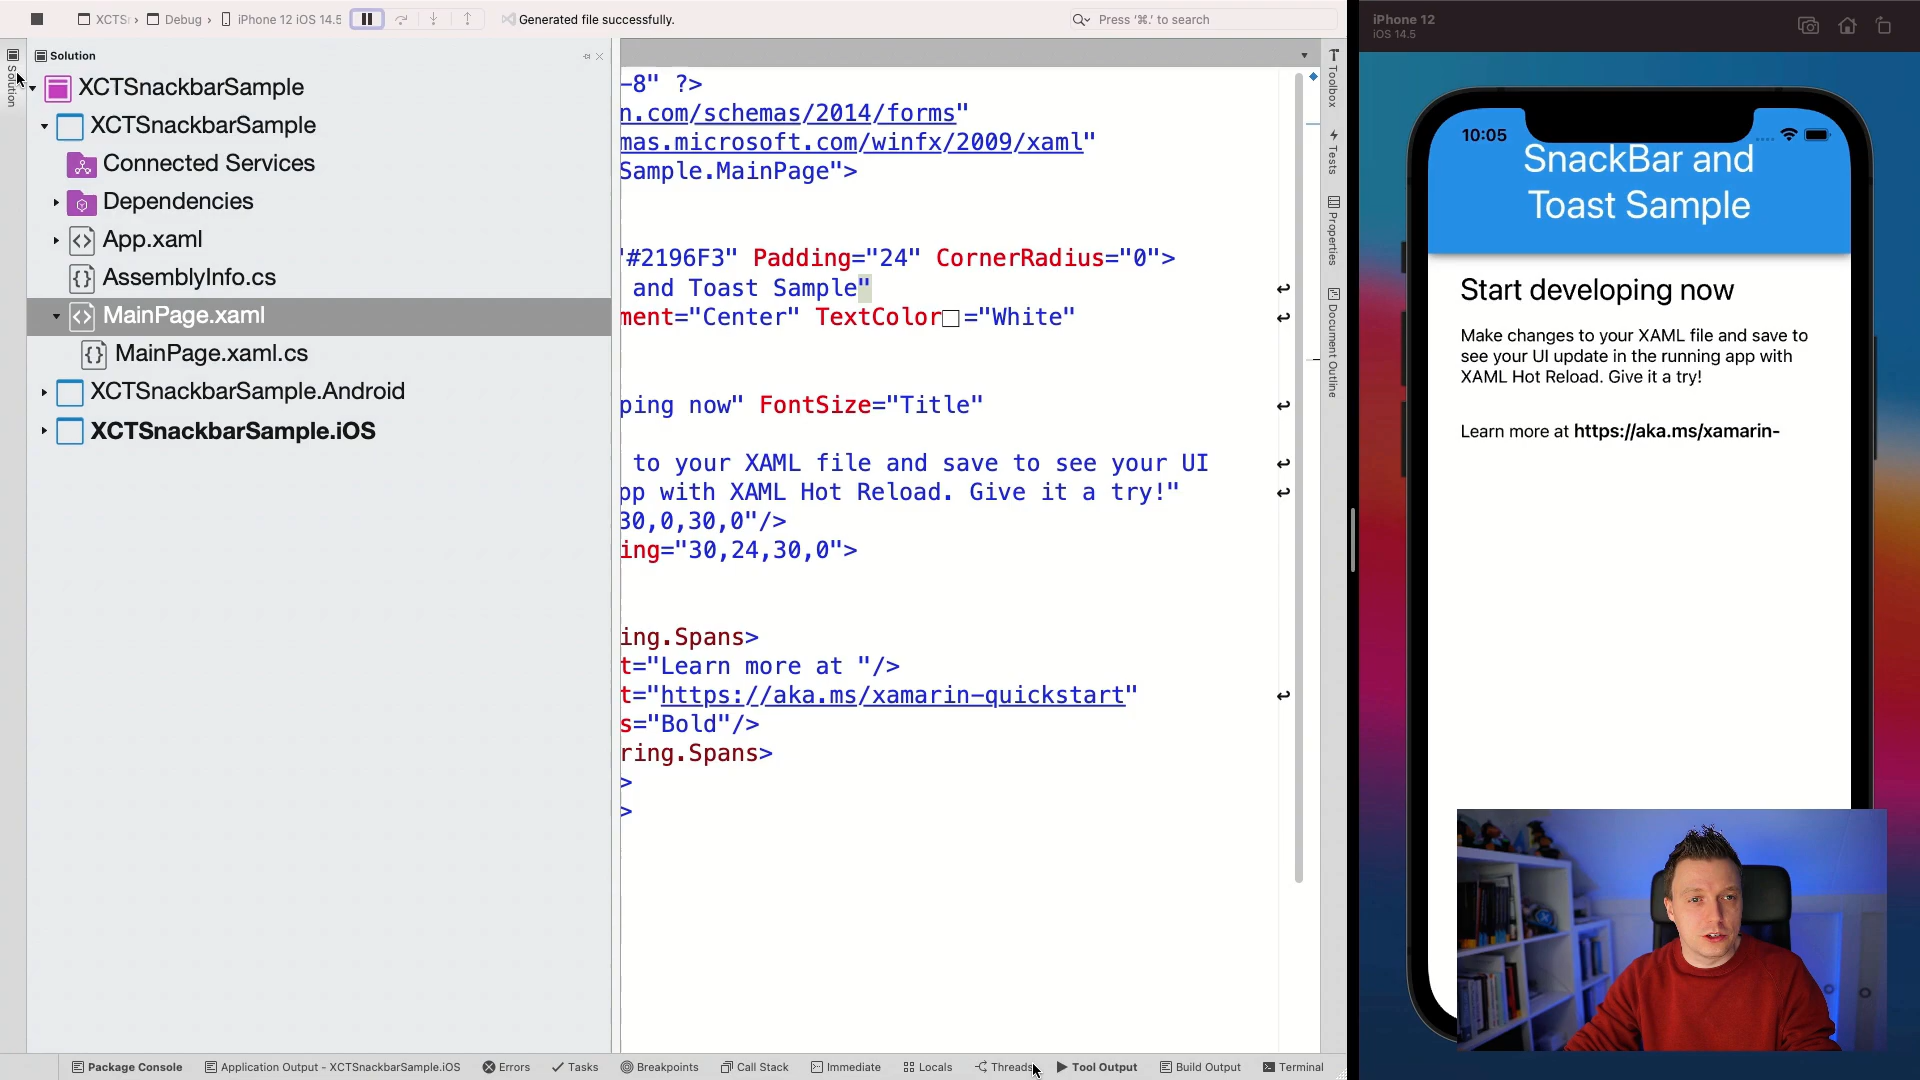 XCTS
Debug
iPhone 12 iOS 14.5
Generated file successfully.
Press '⌘.' to search
Solution
Solution
XCTSnackbarSample
XCTSnackbarSample
Connected Services
Dependencies
App.xaml
AssemblyInfo.cs
MainPage.xaml
MainPage.xaml.cs
XCTSnackbarSample.Android
XCTSnackbarSample.iOS
-8" ?>
n.com/schemas/2014/forms"
mas.microsoft.com/winfx/2009/xaml"
Sample.MainPage">
"#2196F3" Padding="24" CornerRadius="0">
and Toast Sample"
ment="Center" TextColor="White"
ping now" FontSize="Title"
to your XAML file and save to see your UI
pp with XAML Hot Reload. Give it a try!"
30,0,30,0"/>
ing="30,24,30,0">
ing.Spans>
t="Learn more at "/>
t="https://aka.ms/xamarin-quickstart"
s="Bold"/>
ring.Spans>
>
>
Toolbox
Tests
Properties
Document Outline
Package Console
Application Output - XCTSnackbarSample.iOS
Errors
Tasks
Breakpoints
Call Stack
Immediate
Locals
Threads
Tool Output
Build Output
Terminal
iPhone 12
iOS 14.5
10:05
SnackBar and
Toast Sample
Start developing now
Make changes to your XAML file and save to
see your UI update in the running app with
XAML Hot Reload. Give it a try!
Learn more at https://aka.ms/xamarin-